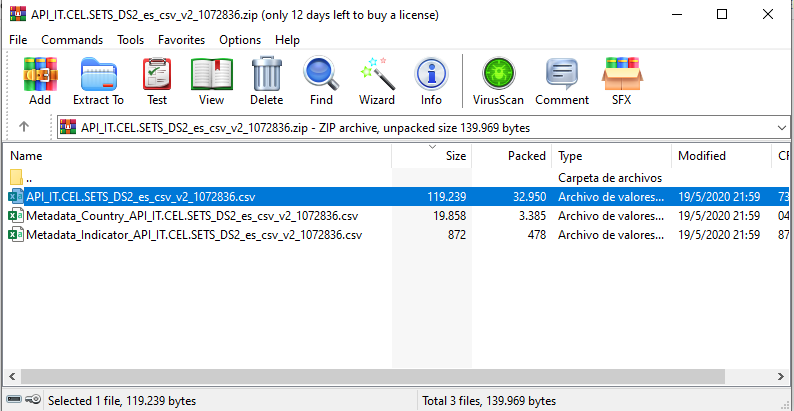 API_IT.CEL.SETS_DS2_es_csv_v2_1072836.zip (only 12 days left to buy a license)
File Commands Tools Favorites Options Help
Add Extract To Test View Delete Find Wizard Info VirusScan Comment SFX
API_IT.CEL.SETS_DS2_es_csv_v2_1072836.zip - ZIP archive, unpacked size 139.969 bytes
Name Size Packed Type Modified CR
.. Carpeta de archivos
API_IT.CEL.SETS_DS2_es_csv_v2_1072836.csv 119.239 32.950 Archivo de valores... 19/5/2020 21:59 73
Metadata_Country_API_IT.CEL.SETS_DS2_es_csv_v2_1072836.csv 19.858 3.385 Archivo de valores... 19/5/2020 21:59 04
Metadata_Indicator_API_IT.CEL.SETS_DS2_es_csv_v2_1072836.csv 872 478 Archivo de valores... 19/5/2020 21:59 87
Selected 1 file, 119.239 bytes Total 3 files, 139.969 bytes